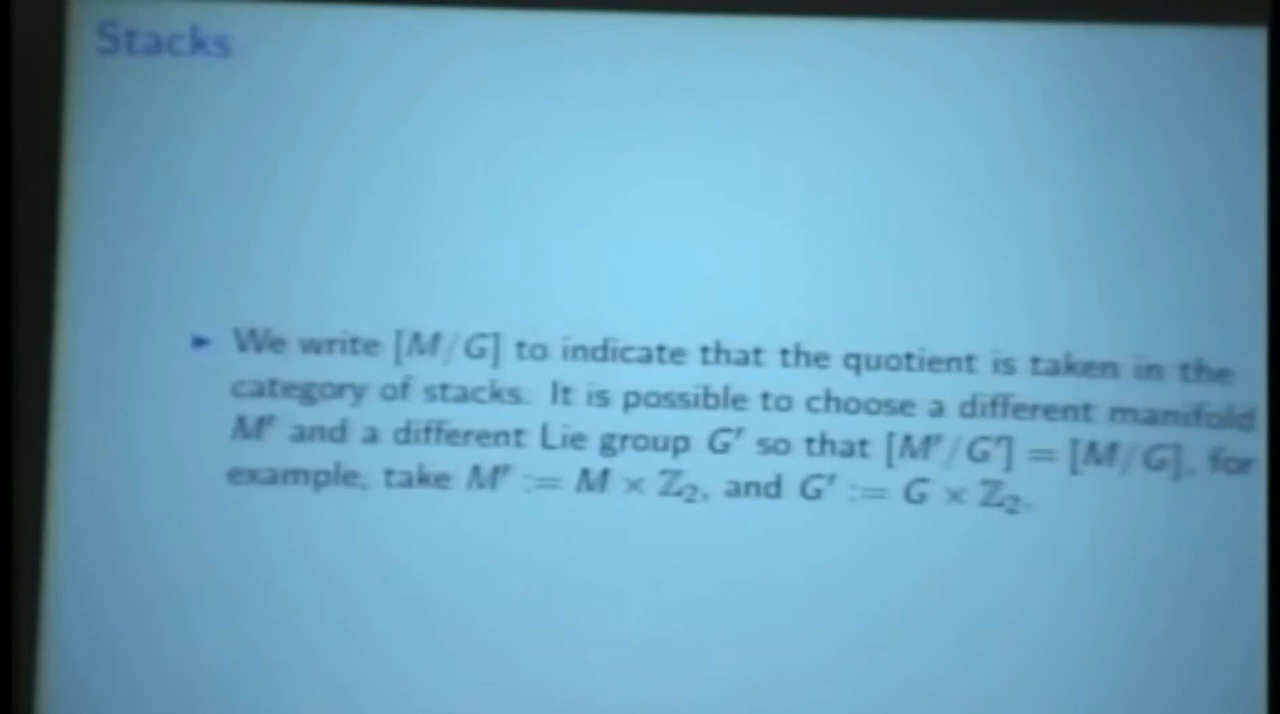 Stacks
► We write [M/G] to indicate that the quotient is taken in the
category of stacks. It is possible to choose a different manifold
M′ and a different Lie group G′ so that [M′/G′] = [M/G], for
example, take M′ := M × ℤ₂, and G′ := G × ℤ₂.